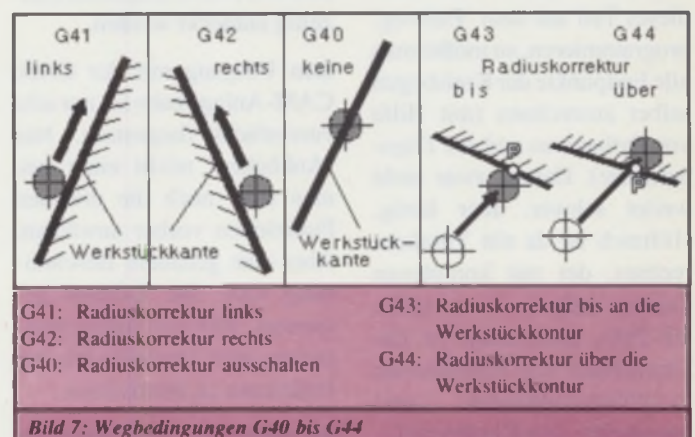 G41 G42 G40 G43 G44
links rechts keine Radiuskorrektur
bis über
P P
Werkstückkante Werkstück-
kante
G41: Radiuskorrektur links
G42: Radiuskorrektur rechts
G40: Radiuskorrektur ausschalten
G43: Radiuskorrektur bis an die
Werkstückkontur
G44: Radiuskorrektur über die
Werkstückkontur
Bild 7: Wegbedingungen G40 bis G44